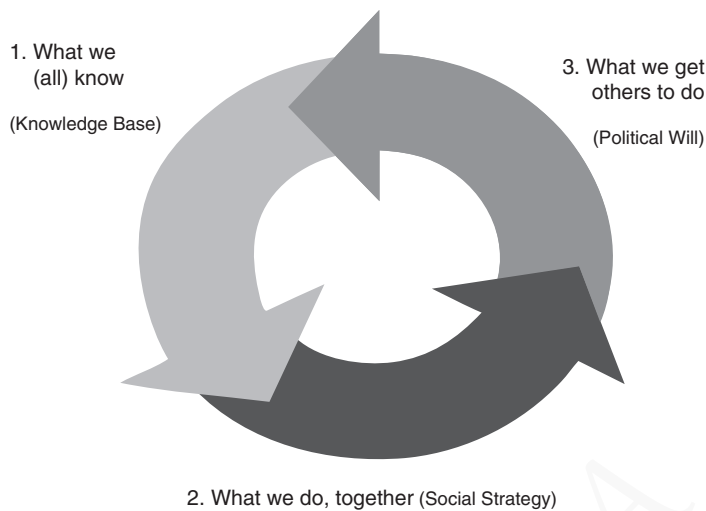 1. What we
(all) know
(Knowledge Base)
3. What we get
others to do
(Political Will)
2. What we do, together (Social Strategy)